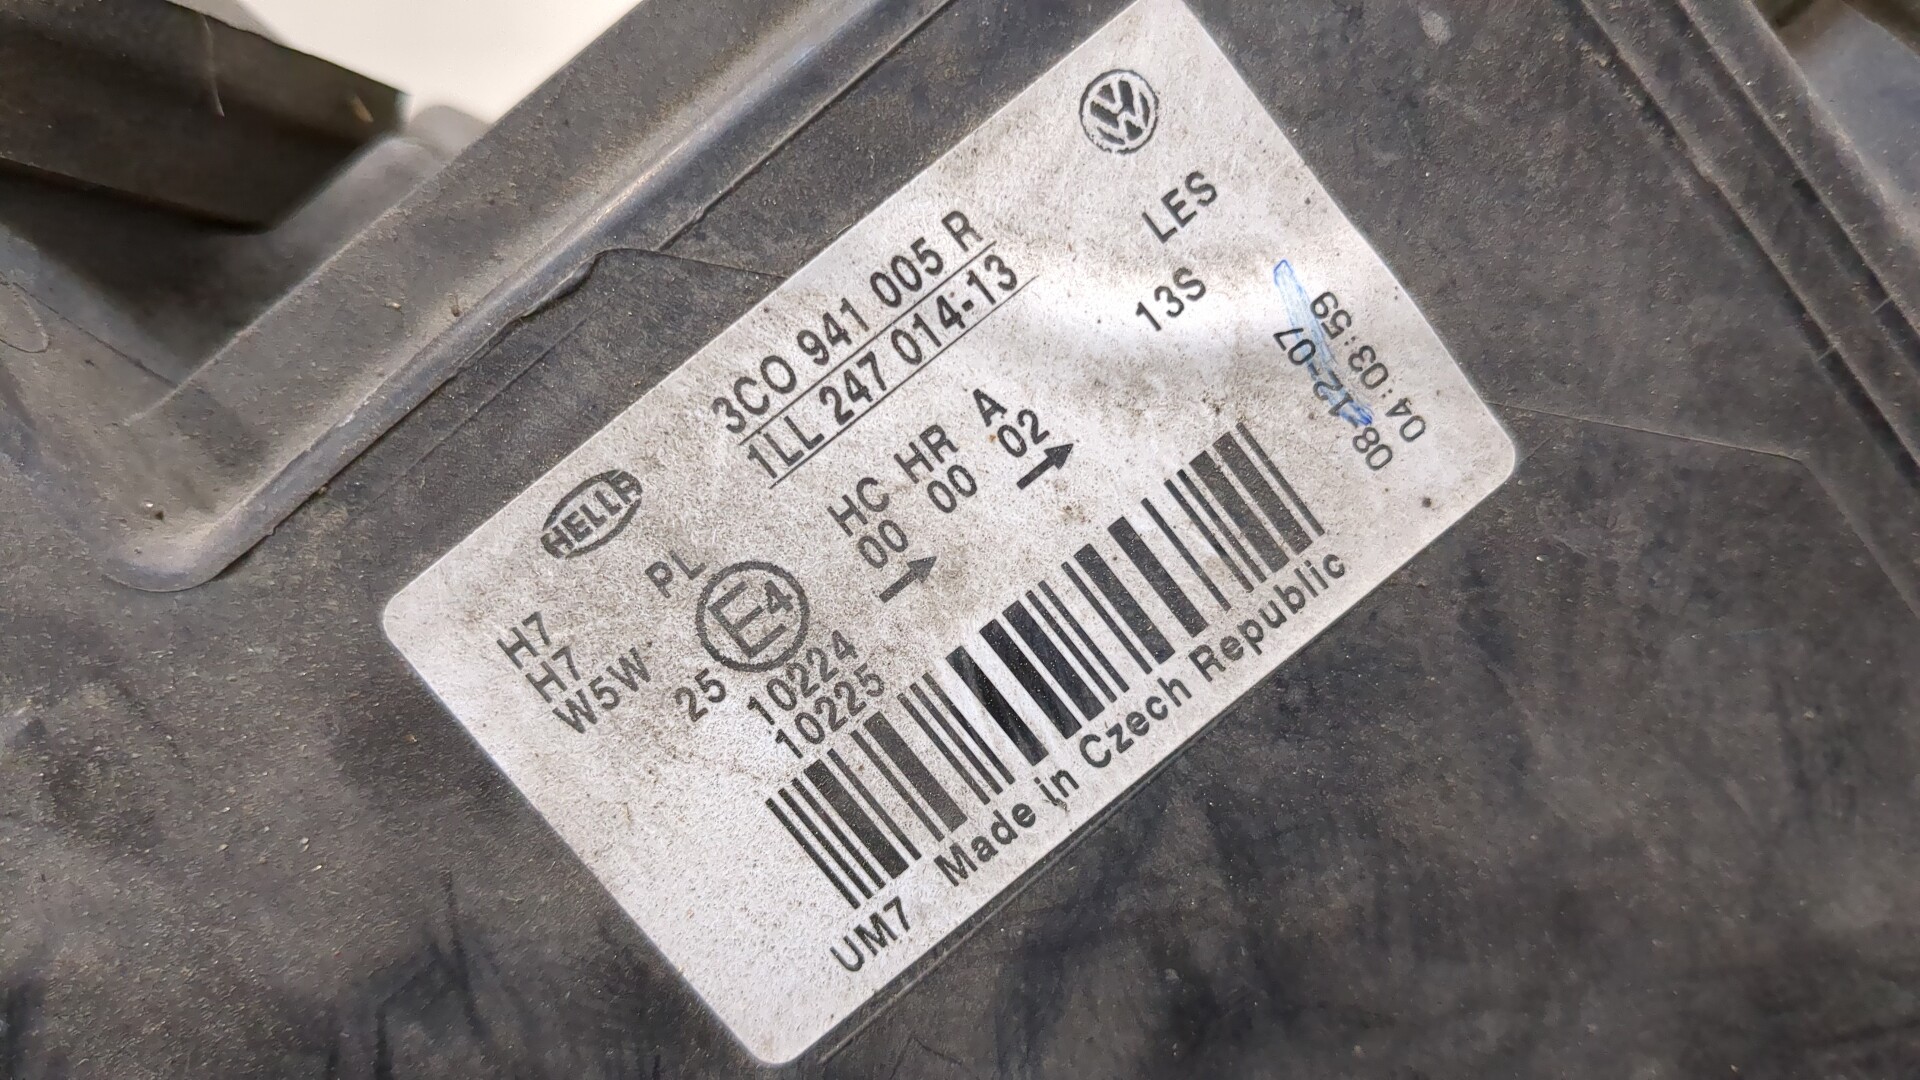 VW
3CO 941 005 R
LES
1LL 247 014-13
13S
HELLA
HC HR A
00 00 02
08-12-07
04:03:59
PL
H7
H7
W5W
E4
25
10224
10225
UM7 Made in Czech Republic